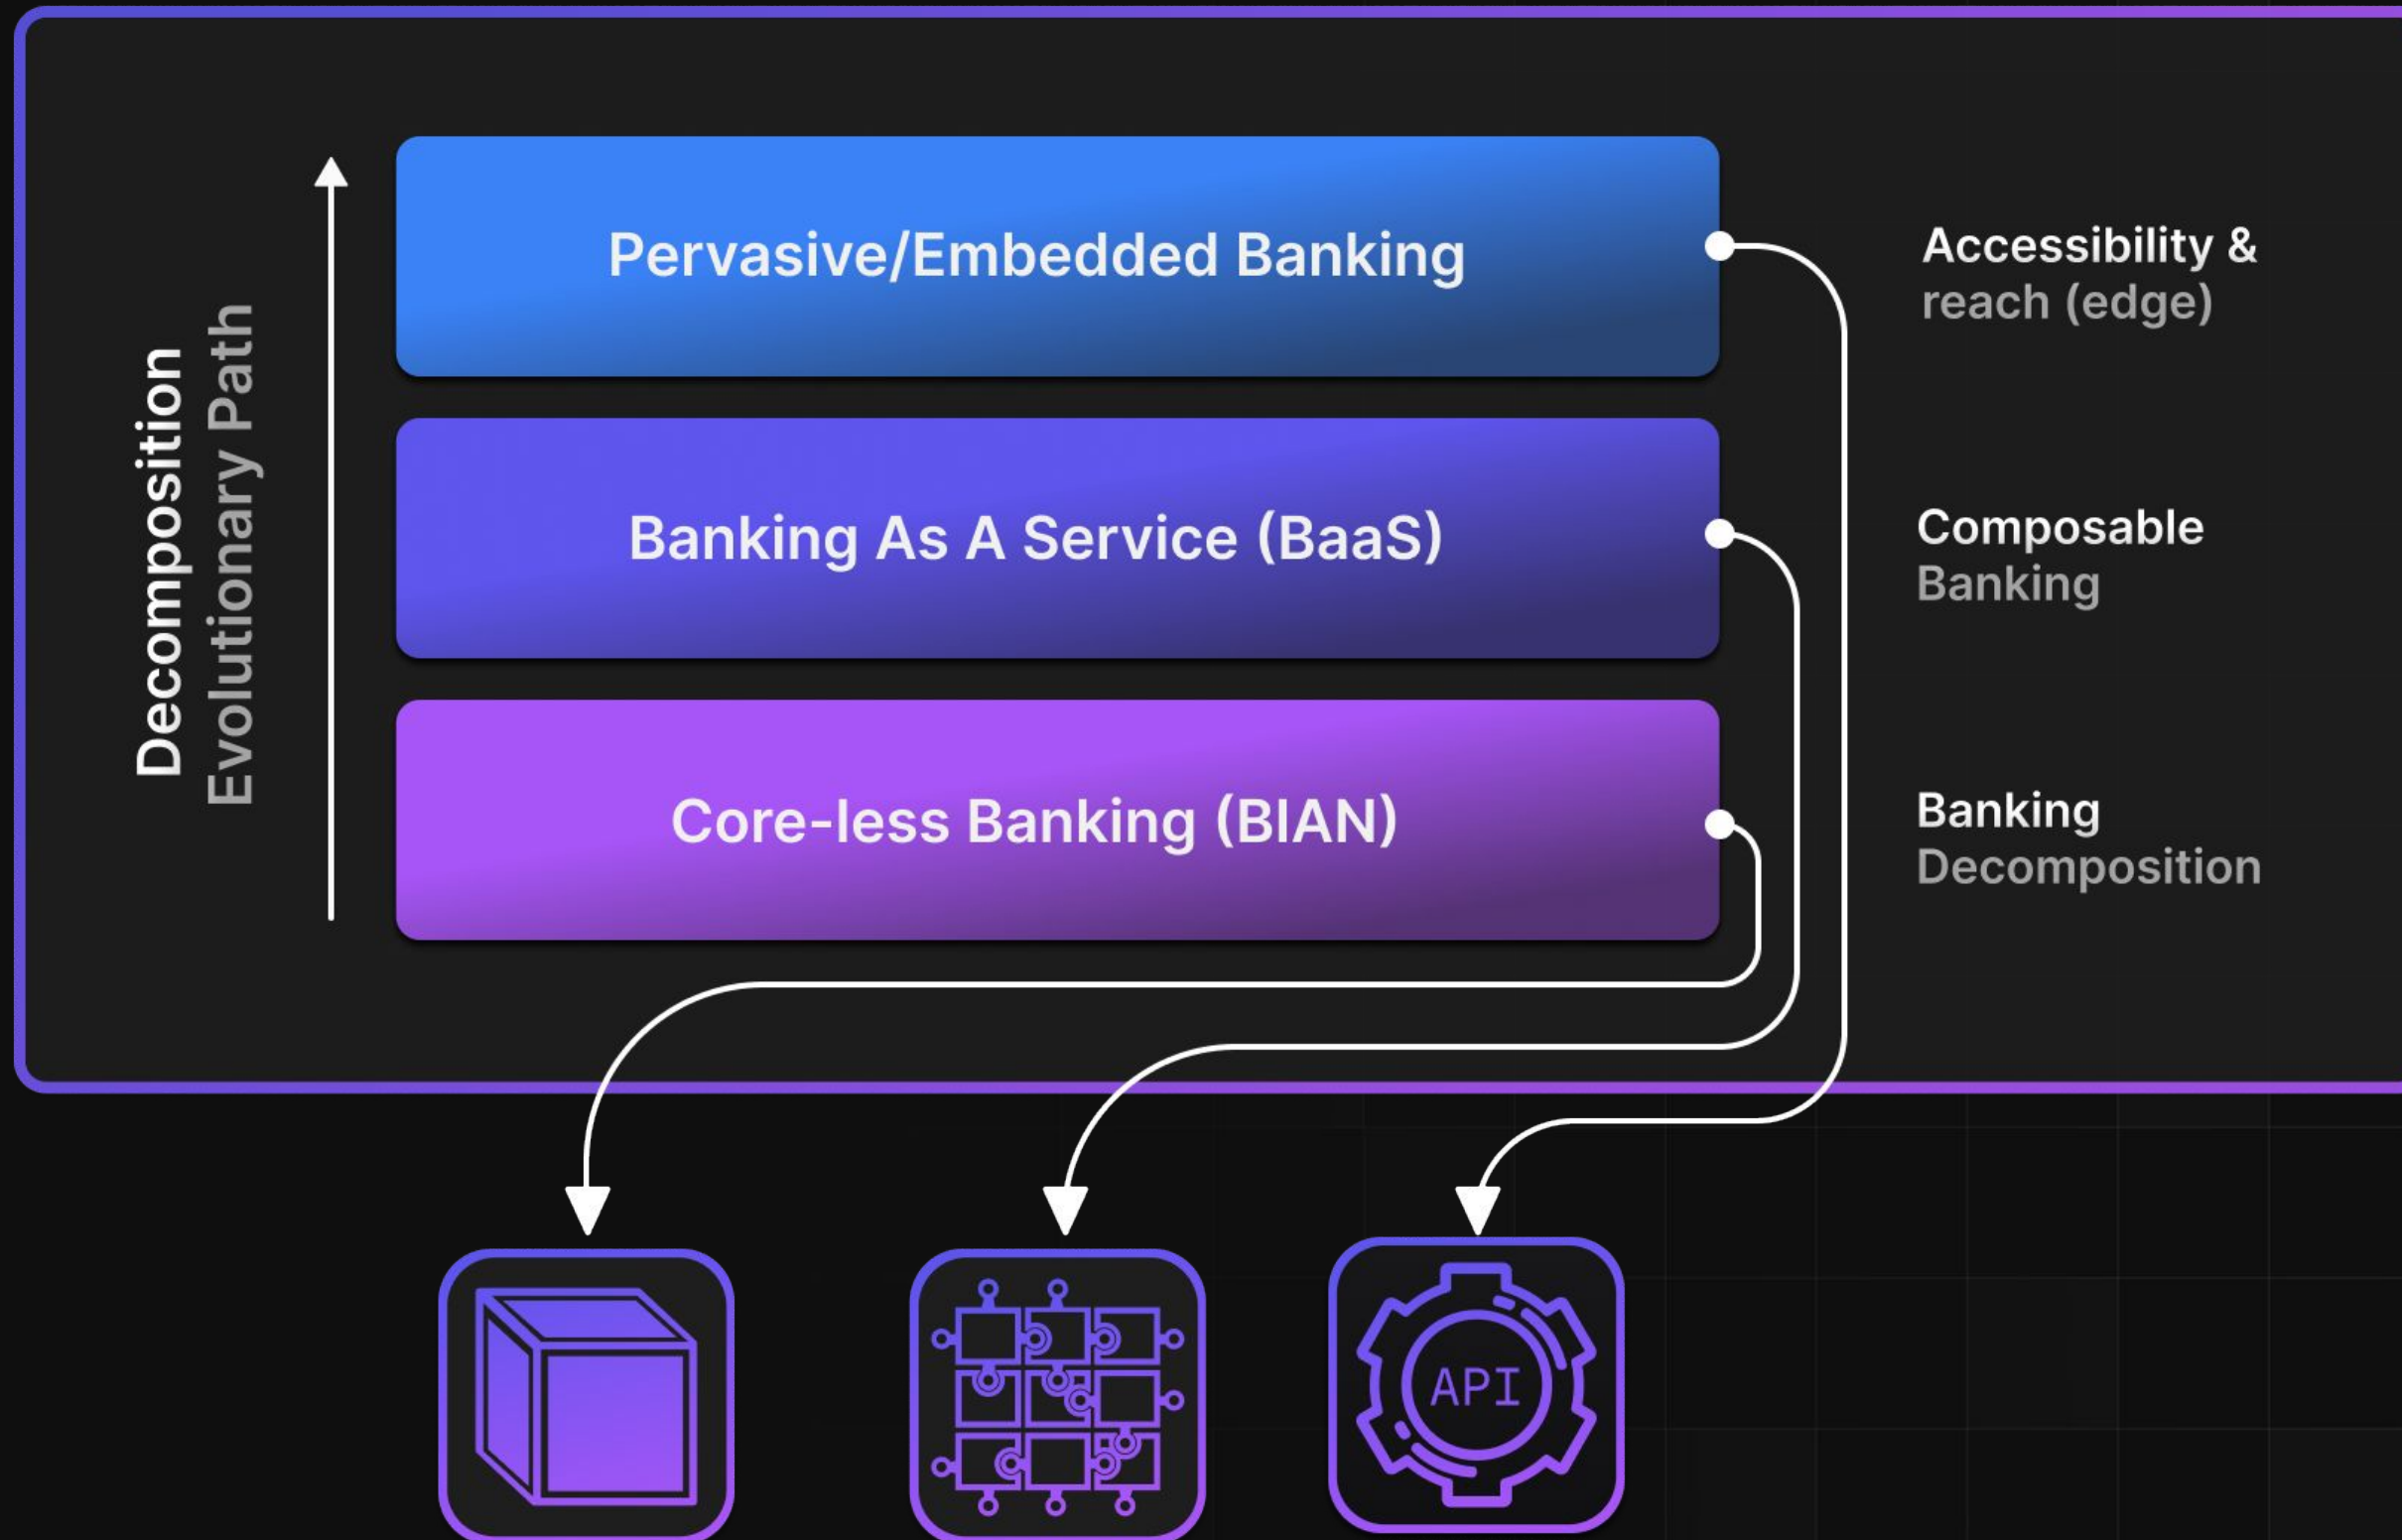 Decomposition
Evolutionary Path
Pervasive/Embedded Banking
Accessibility &
reach (edge)
Banking As A Service (BaaS)
Composable
Banking
Core-less Banking (BIAN)
Banking
Decomposition
API